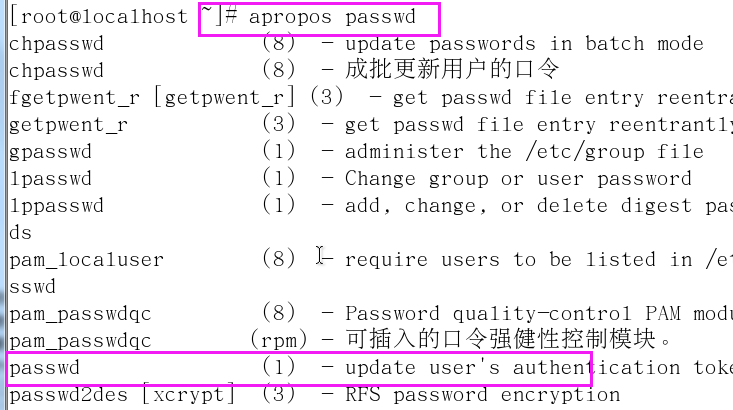 [root@localhost ~]# apropos passwd
chpasswd (8) - update passwords in batch mode
chpasswd (8) - 成批更新用户的口令
fgetpwent_r [getpwent_r] (3) - get passwd file entry reentra
getpwent_r (3) - get passwd file entry reentrantly
gpasswd (1) - administer the /etc/group file
lpasswd (1) - Change group or user password
lppasswd (1) - add, change, or delete digest pas
ds
pam_localuser (8) - require users to be listed in /et
sswd
pam_passwdqc (8) - Password quality-control PAM modu
pam_passwdqc (rpm) - 可插入的口令强健性控制模块。
passwd (1) - update user's authentication toke
passwd2des [xcrypt] (3) - RFS password encryption